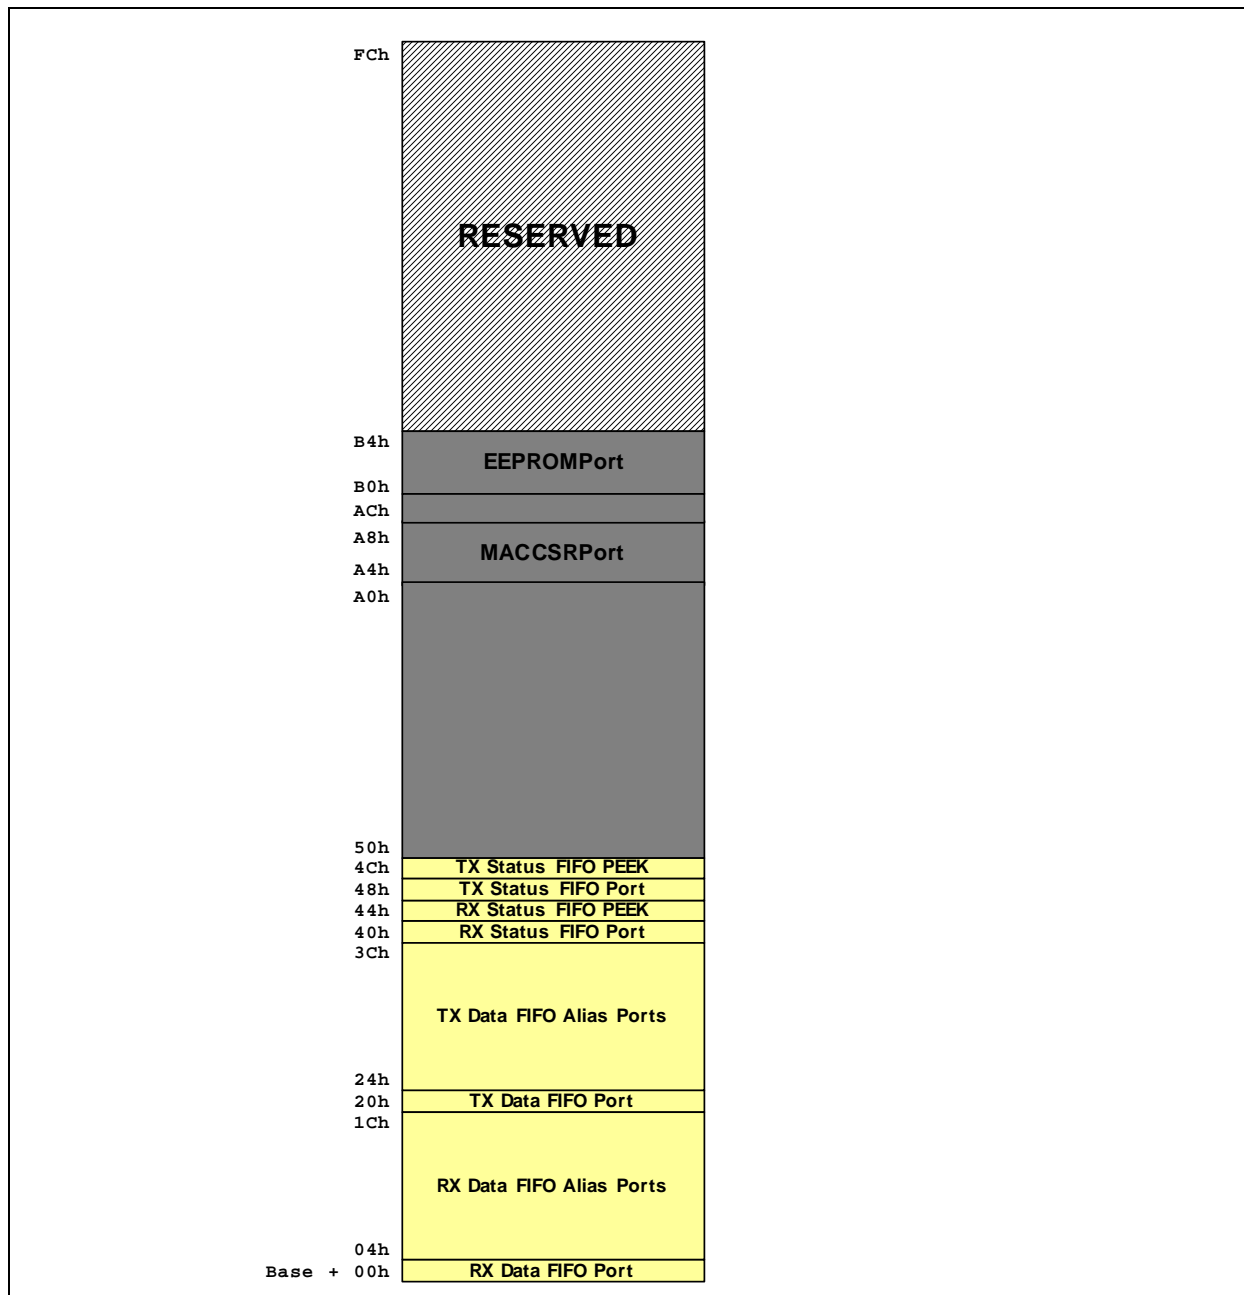 FCh
RESERVED
B4h
EEPROMPort
B0h
ACh
A8h
MACCSRPort
A4h
A0h
50h
4Ch TX Status FIFO PEEK
48h TX Status FIFO Port
44h RX Status FIFO PEEK
40h RX Status FIFO Port
3Ch
TX Data FIFO Alias Ports
24h
20h TX Data FIFO Port
1Ch
RX Data FIFO Alias Ports
04h
Base + 00h RX Data FIFO Port